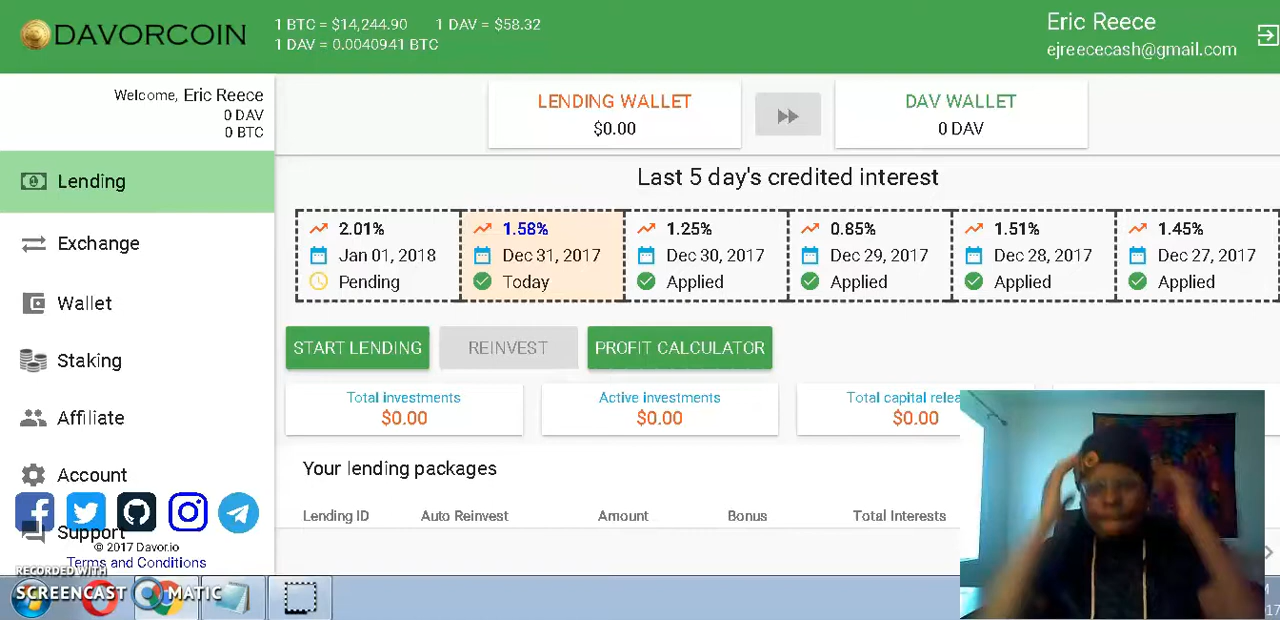 DAVORCOIN
1 BTC = $14,244.90 1 DAV = $58.32
1 DAV = 0.0040941 BTC
Eric Reece
ejreececash@gmail.com
Welcome, Eric Reece
0 DAV
0 BTC
LENDING WALLET
$0.00
DAV WALLET
0 DAV
Lending
Exchange
Wallet
Staking
Affiliate
Account
Support
© 2017 Davor.io
Terms and Conditions
Last 5 day's credited interest
2.01% 1.58% 1.25% 0.85% 1.51% 1.45%
Jan 01, 2018 Dec 31, 2017 Dec 30, 2017 Dec 29, 2017 Dec 28, 2017 Dec 27, 2017
Pending Today Applied Applied Applied Applied
START LENDING REINVEST PROFIT CALCULATOR
Total investments Active investments Total capital relea
$0.00 $0.00 $0.00
Your lending packages
Lending ID Auto Reinvest Amount Bonus Total Interests
RECORDED WITH
SCREENCAST MATIC